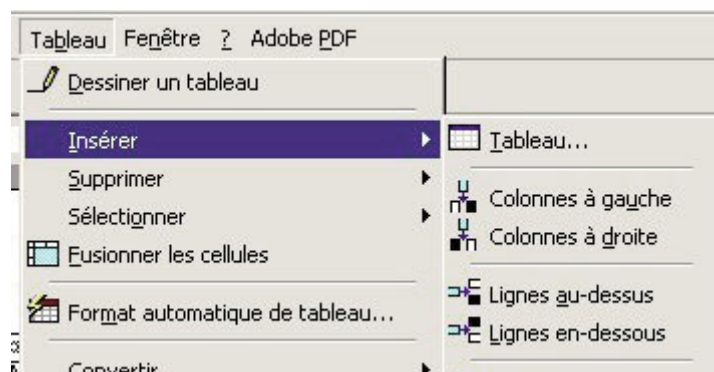 Tableau Fenêtre ? Adobe PDF
Dessiner un tableau
Insérer
Supprimer
Sélectionner
Fusionner les cellules
Format automatique de tableau...
Convertir
Tableau...
Colonnes à gauche
Colonnes à droite
Lignes au-dessus
Lignes en-dessous